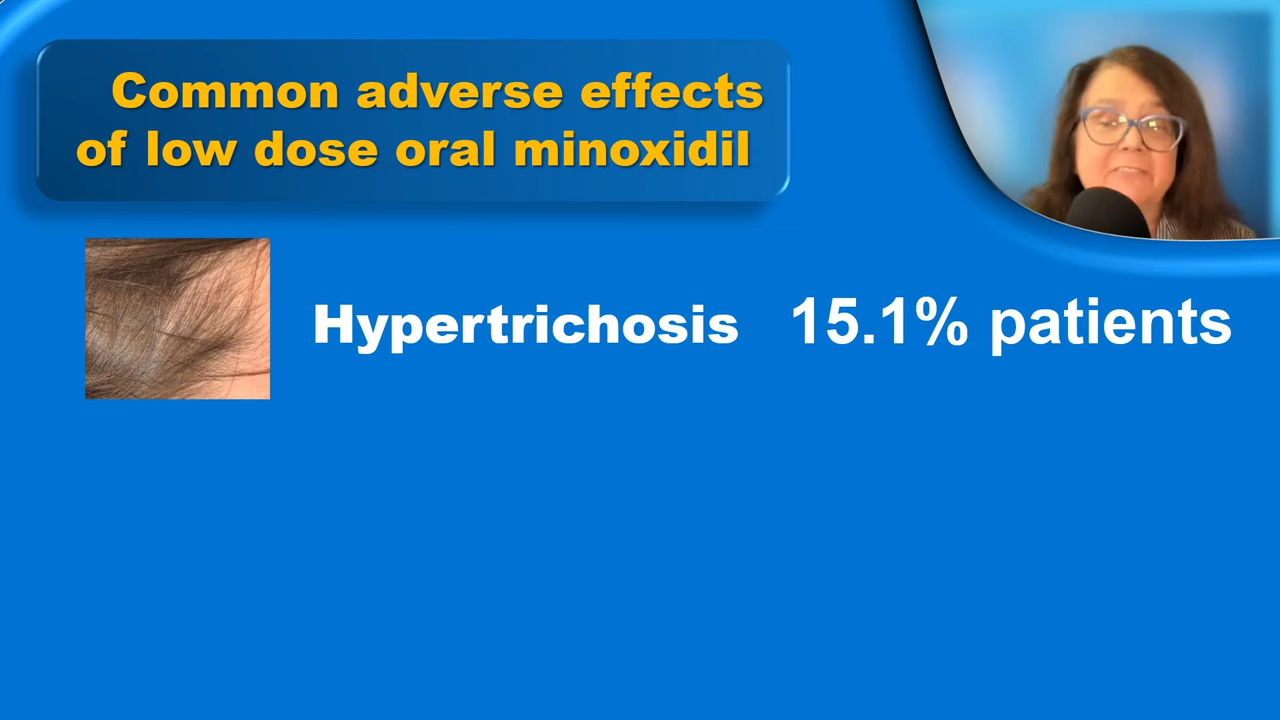 Common adverse effects
of low dose oral minoxidil
Hypertrichosis 15.1% patients